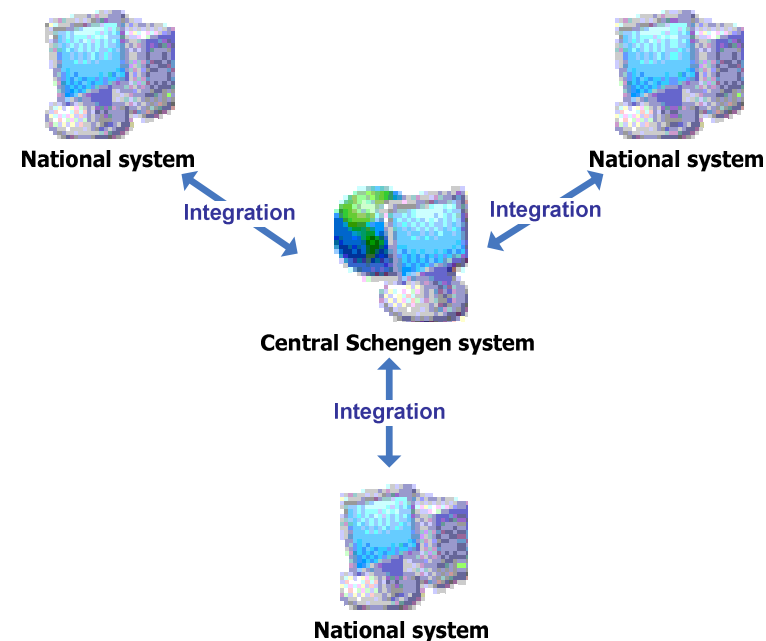 National system
National system
Integration
Integration
Central Schengen system
Integration
National system